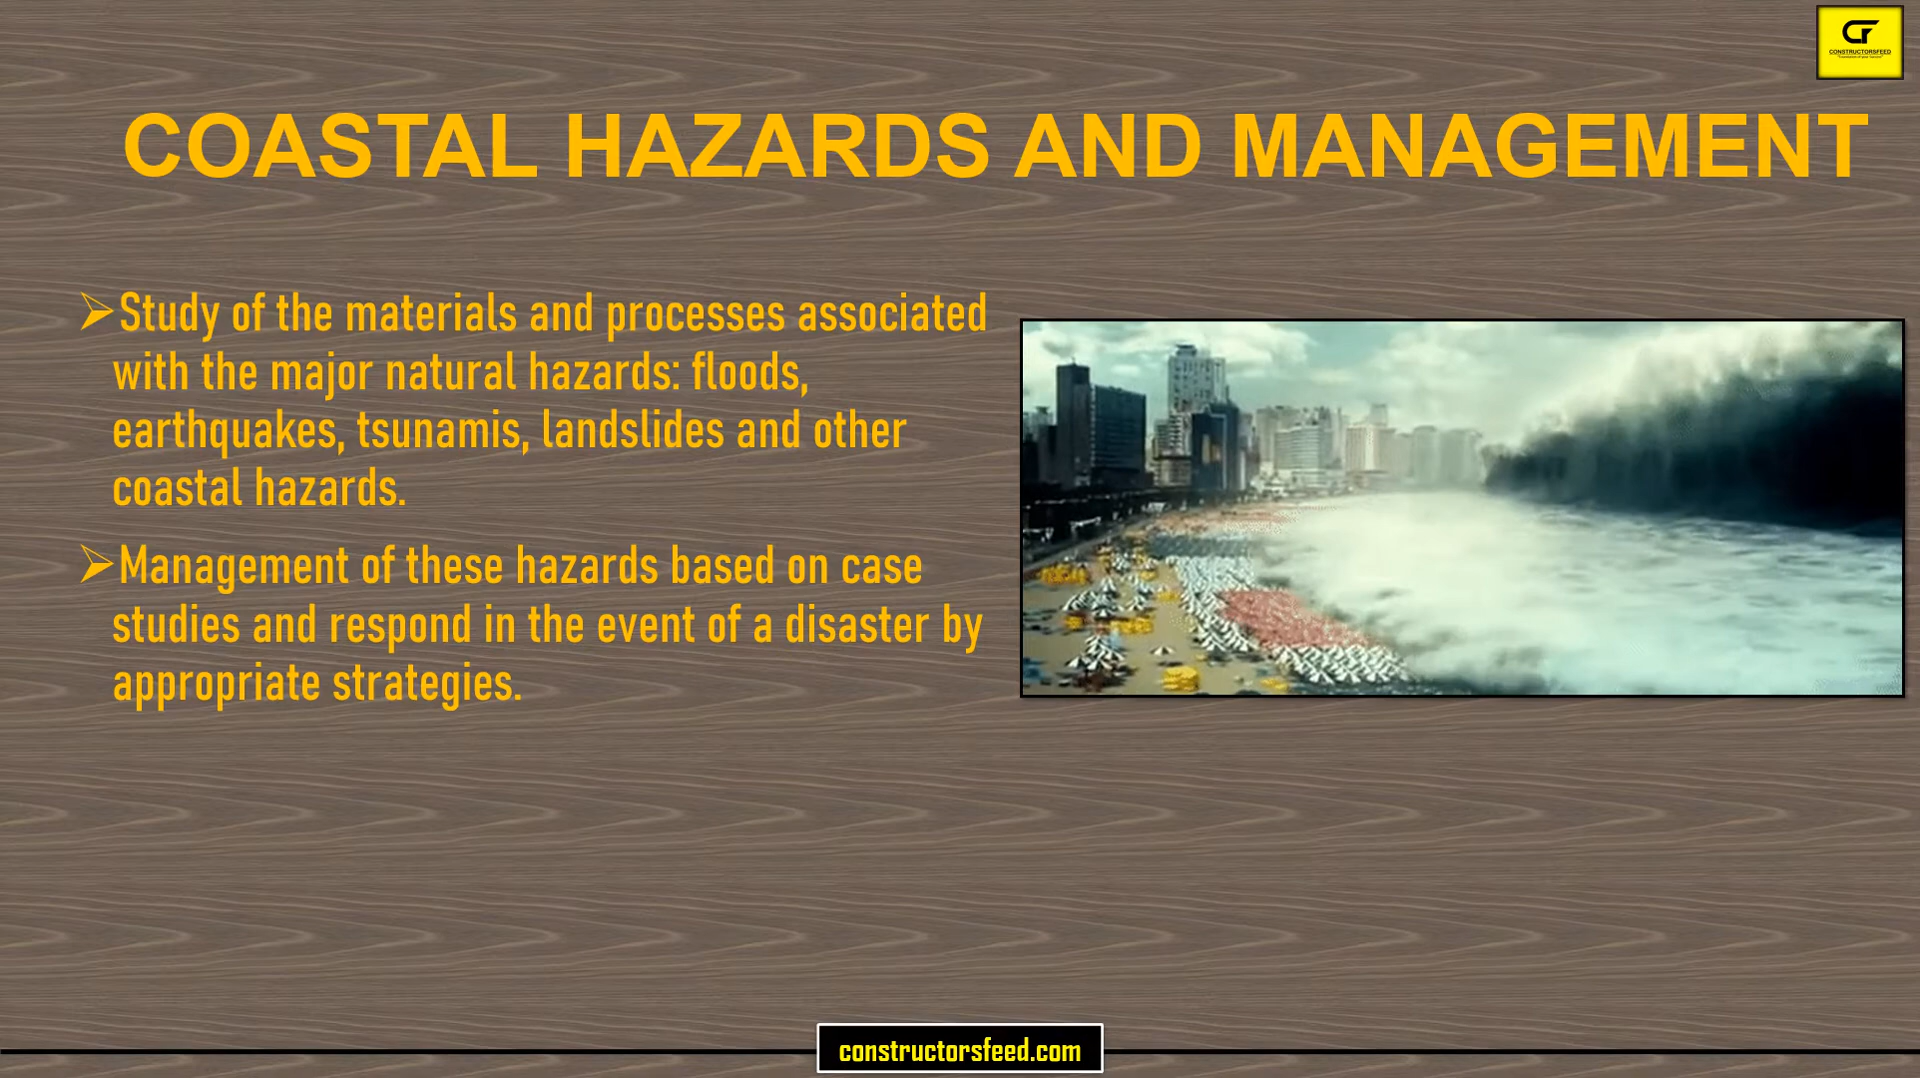 CONSTRUCTORSFEED
COASTAL HAZARDS AND MANAGEMENT
➢Study of the materials and processes associated
with the major natural hazards: floods,
earthquakes, tsunamis, landslides and other
coastal hazards.
➢Management of these hazards based on case
studies and respond in the event of a disaster by
appropriate strategies.
constructorsfeed.com